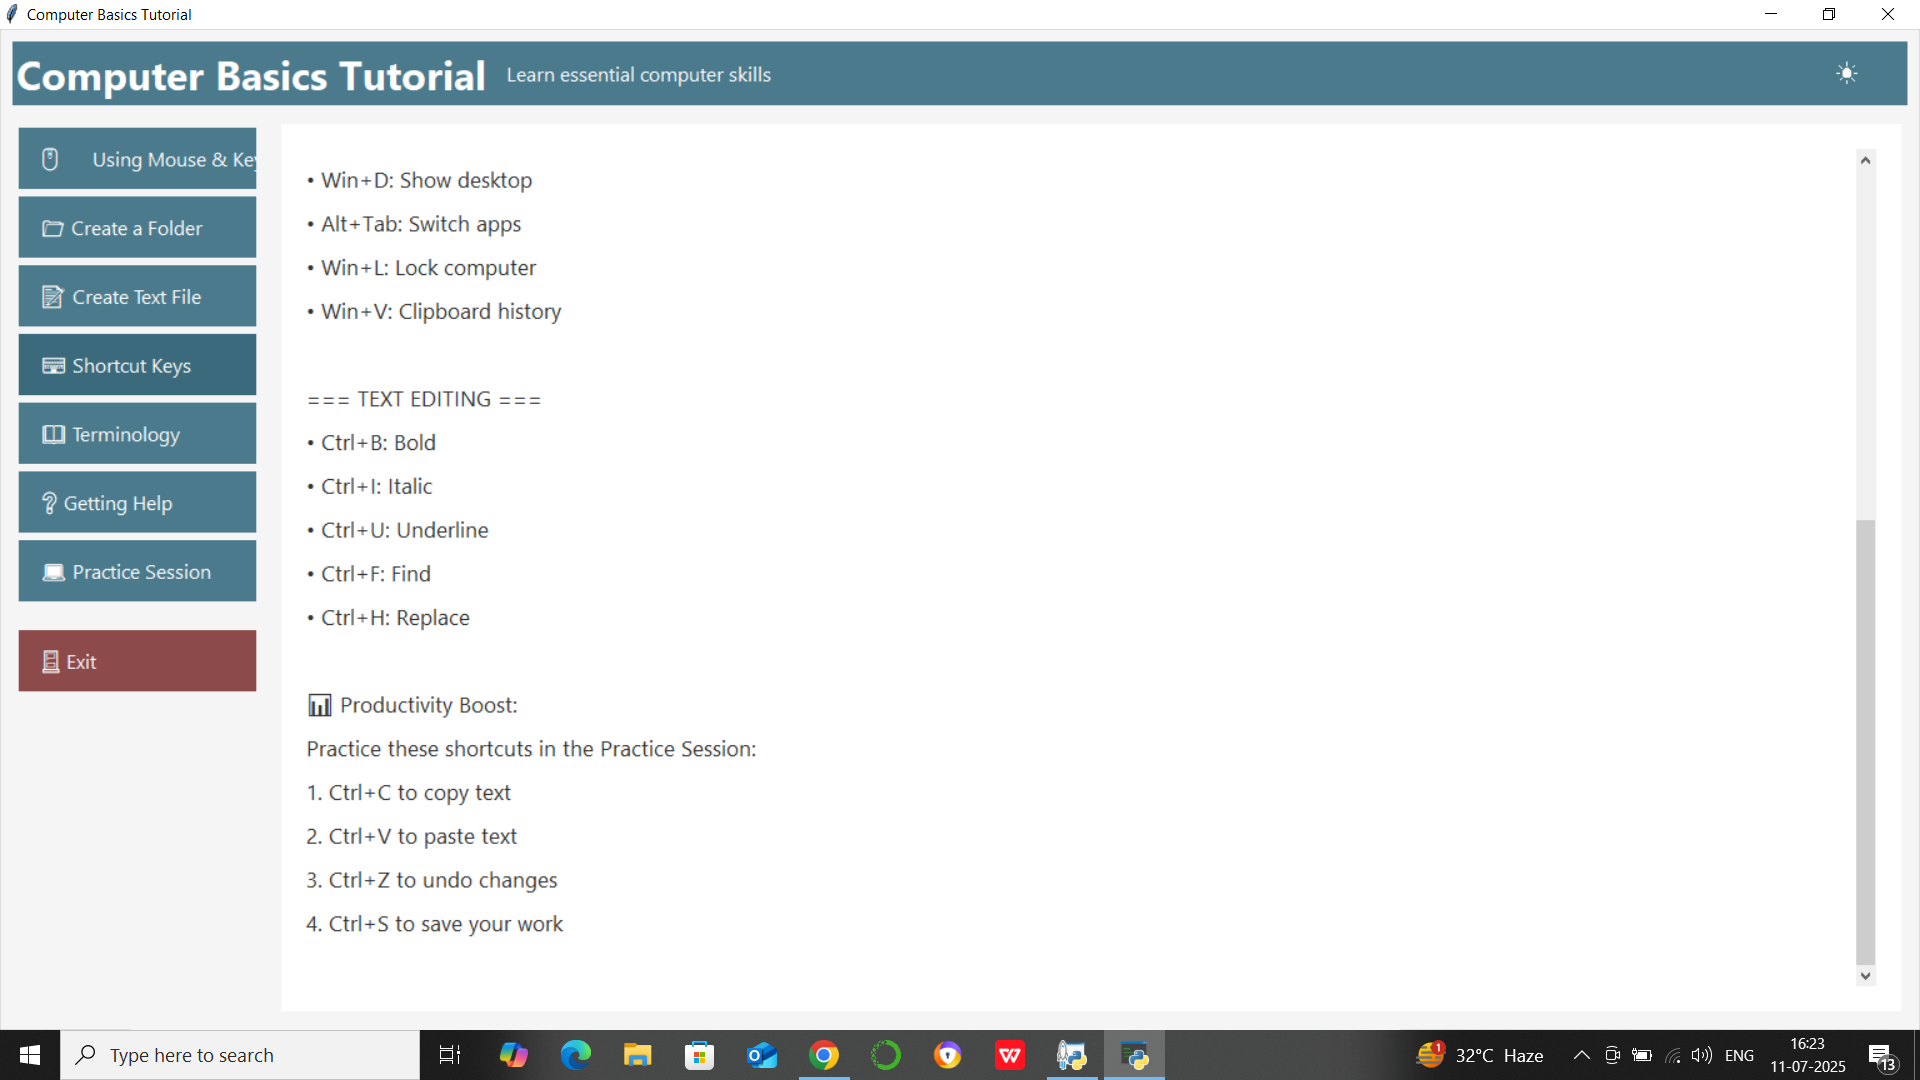 Computer Basics Tutorial
Computer Basics Tutorial Learn essential computer skills
Using Mouse & Key
Create a Folder
Create Text File
Shortcut Keys
Terminology
Getting Help
Practice Session
Exit
• Win+D: Show desktop
• Alt+Tab: Switch apps
• Win+L: Lock computer
• Win+V: Clipboard history
=== TEXT EDITING ===
• Ctrl+B: Bold
• Ctrl+I: Italic
• Ctrl+U: Underline
• Ctrl+F: Find
• Ctrl+H: Replace
Productivity Boost:
Practice these shortcuts in the Practice Session:
1. Ctrl+C to copy text
2. Ctrl+V to paste text
3. Ctrl+Z to undo changes
4. Ctrl+S to save your work
Type here to search
1
32°C Haze
ENG
16:23
11-07-2025
13